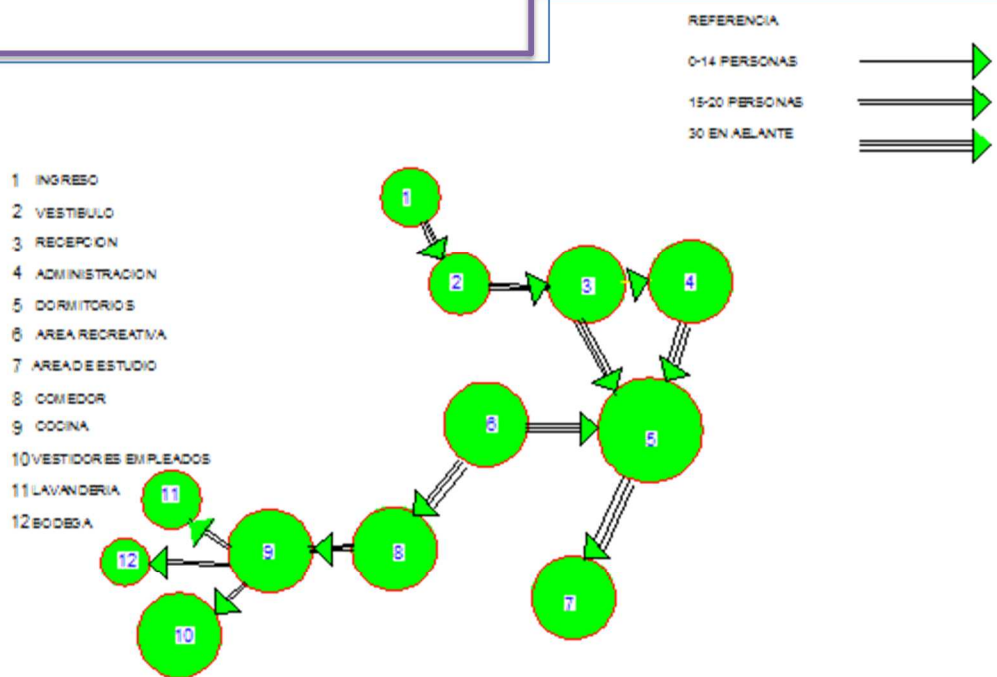 REFERENCIA
0-14 PERSONAS
15-20 PERSONAS
30 EN AELANTE
1 INGRESO
2 VESTIBULO
3 RECEPCION
4 ADMINISTRACION
5 DORMITORIOS
6 AREA RECREATIVA
7 AREA DE ESTUDIO
8 COMEDOR
9 COCINA
10 VESTIDORES EMPLEADOS
11 LAVANDERIA
12 BODEGA
1
2
3
4
6
5
11
12
9
8
7
10